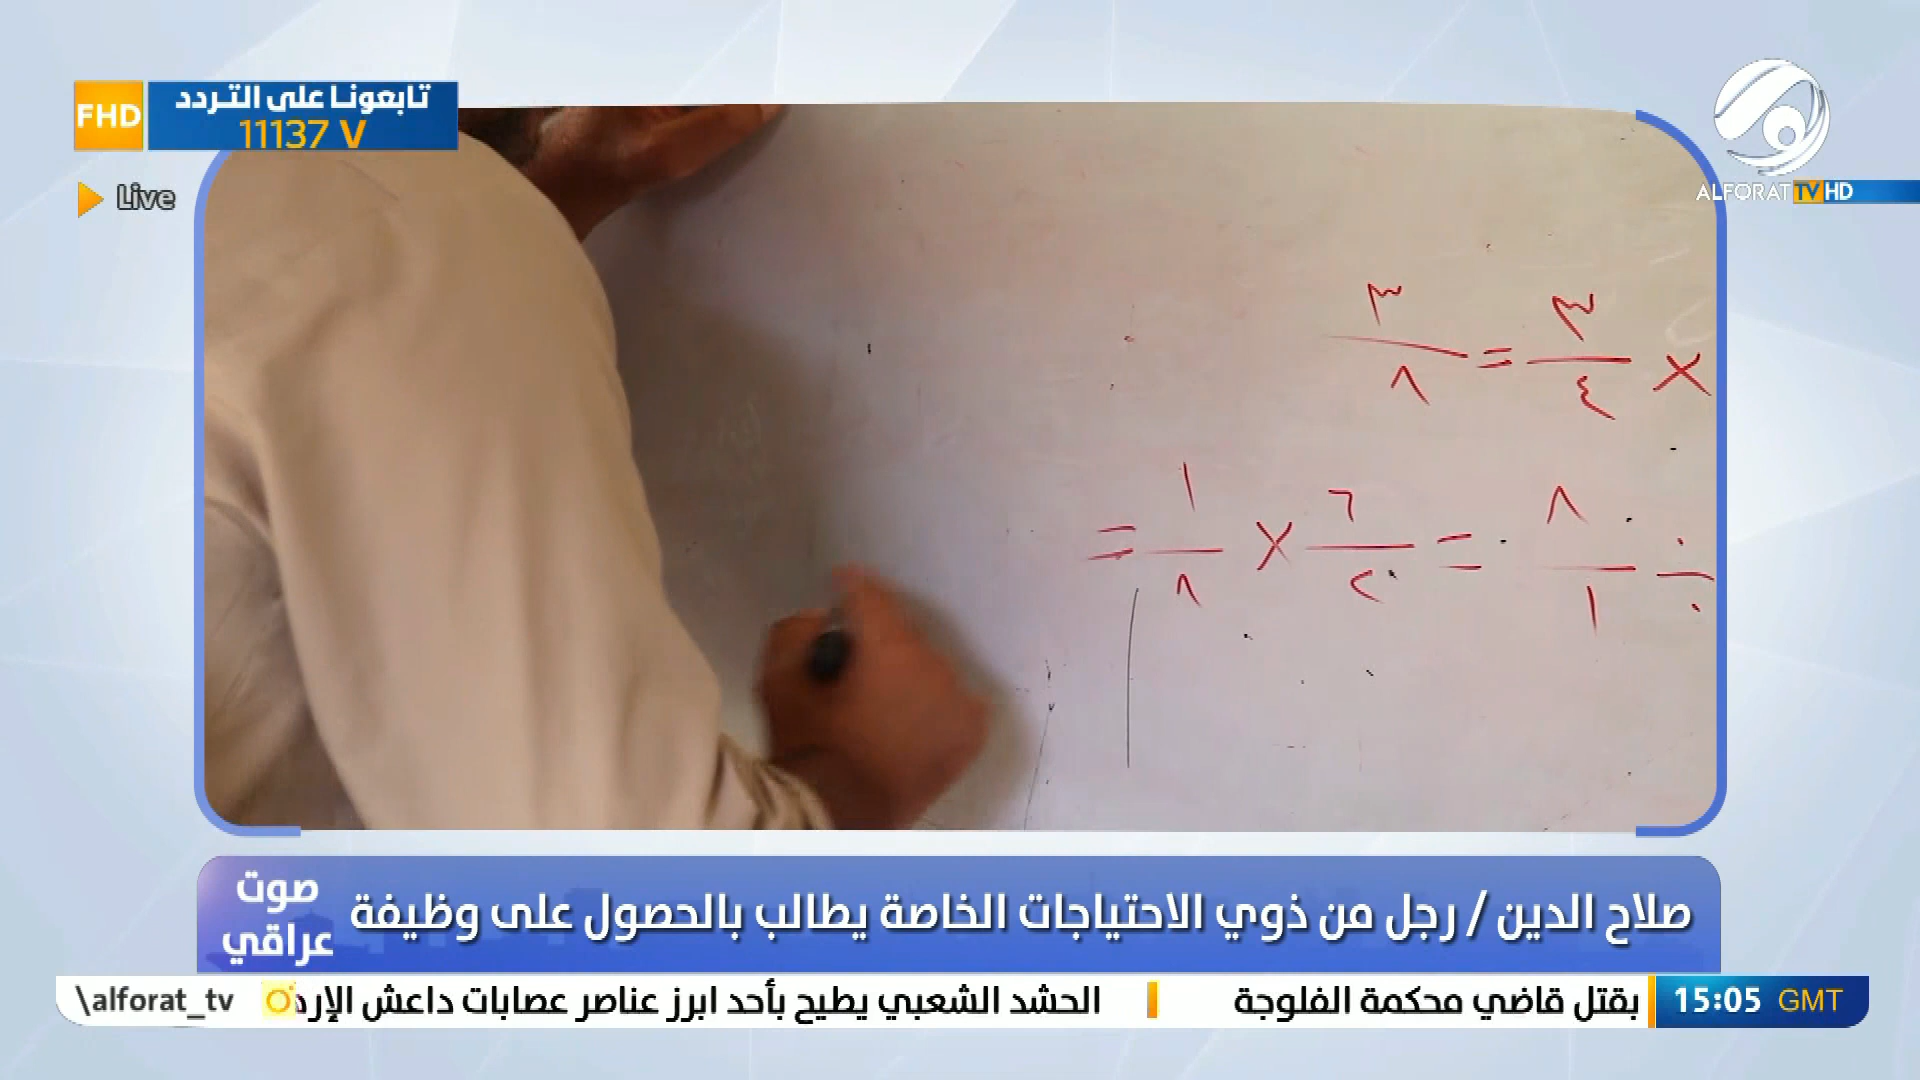 تابعونا على التردد
FHD
11137 V
Live
ALFORAT TV HD
× ٣/٤ = ٣/٨
÷ ٨/١ = ٦/٢ × ١/٨ =
صلاح الدين / رجل من ذوي الاحتياجات الخاصة يطالب بالحصول على وظيفة
صوت عراقي
15:05 GMT
بقتل قاضي محكمة الفلوجة
الحشد الشعبي يطيح بأحد ابرز عناصر عصابات داعش
\alforat_tv